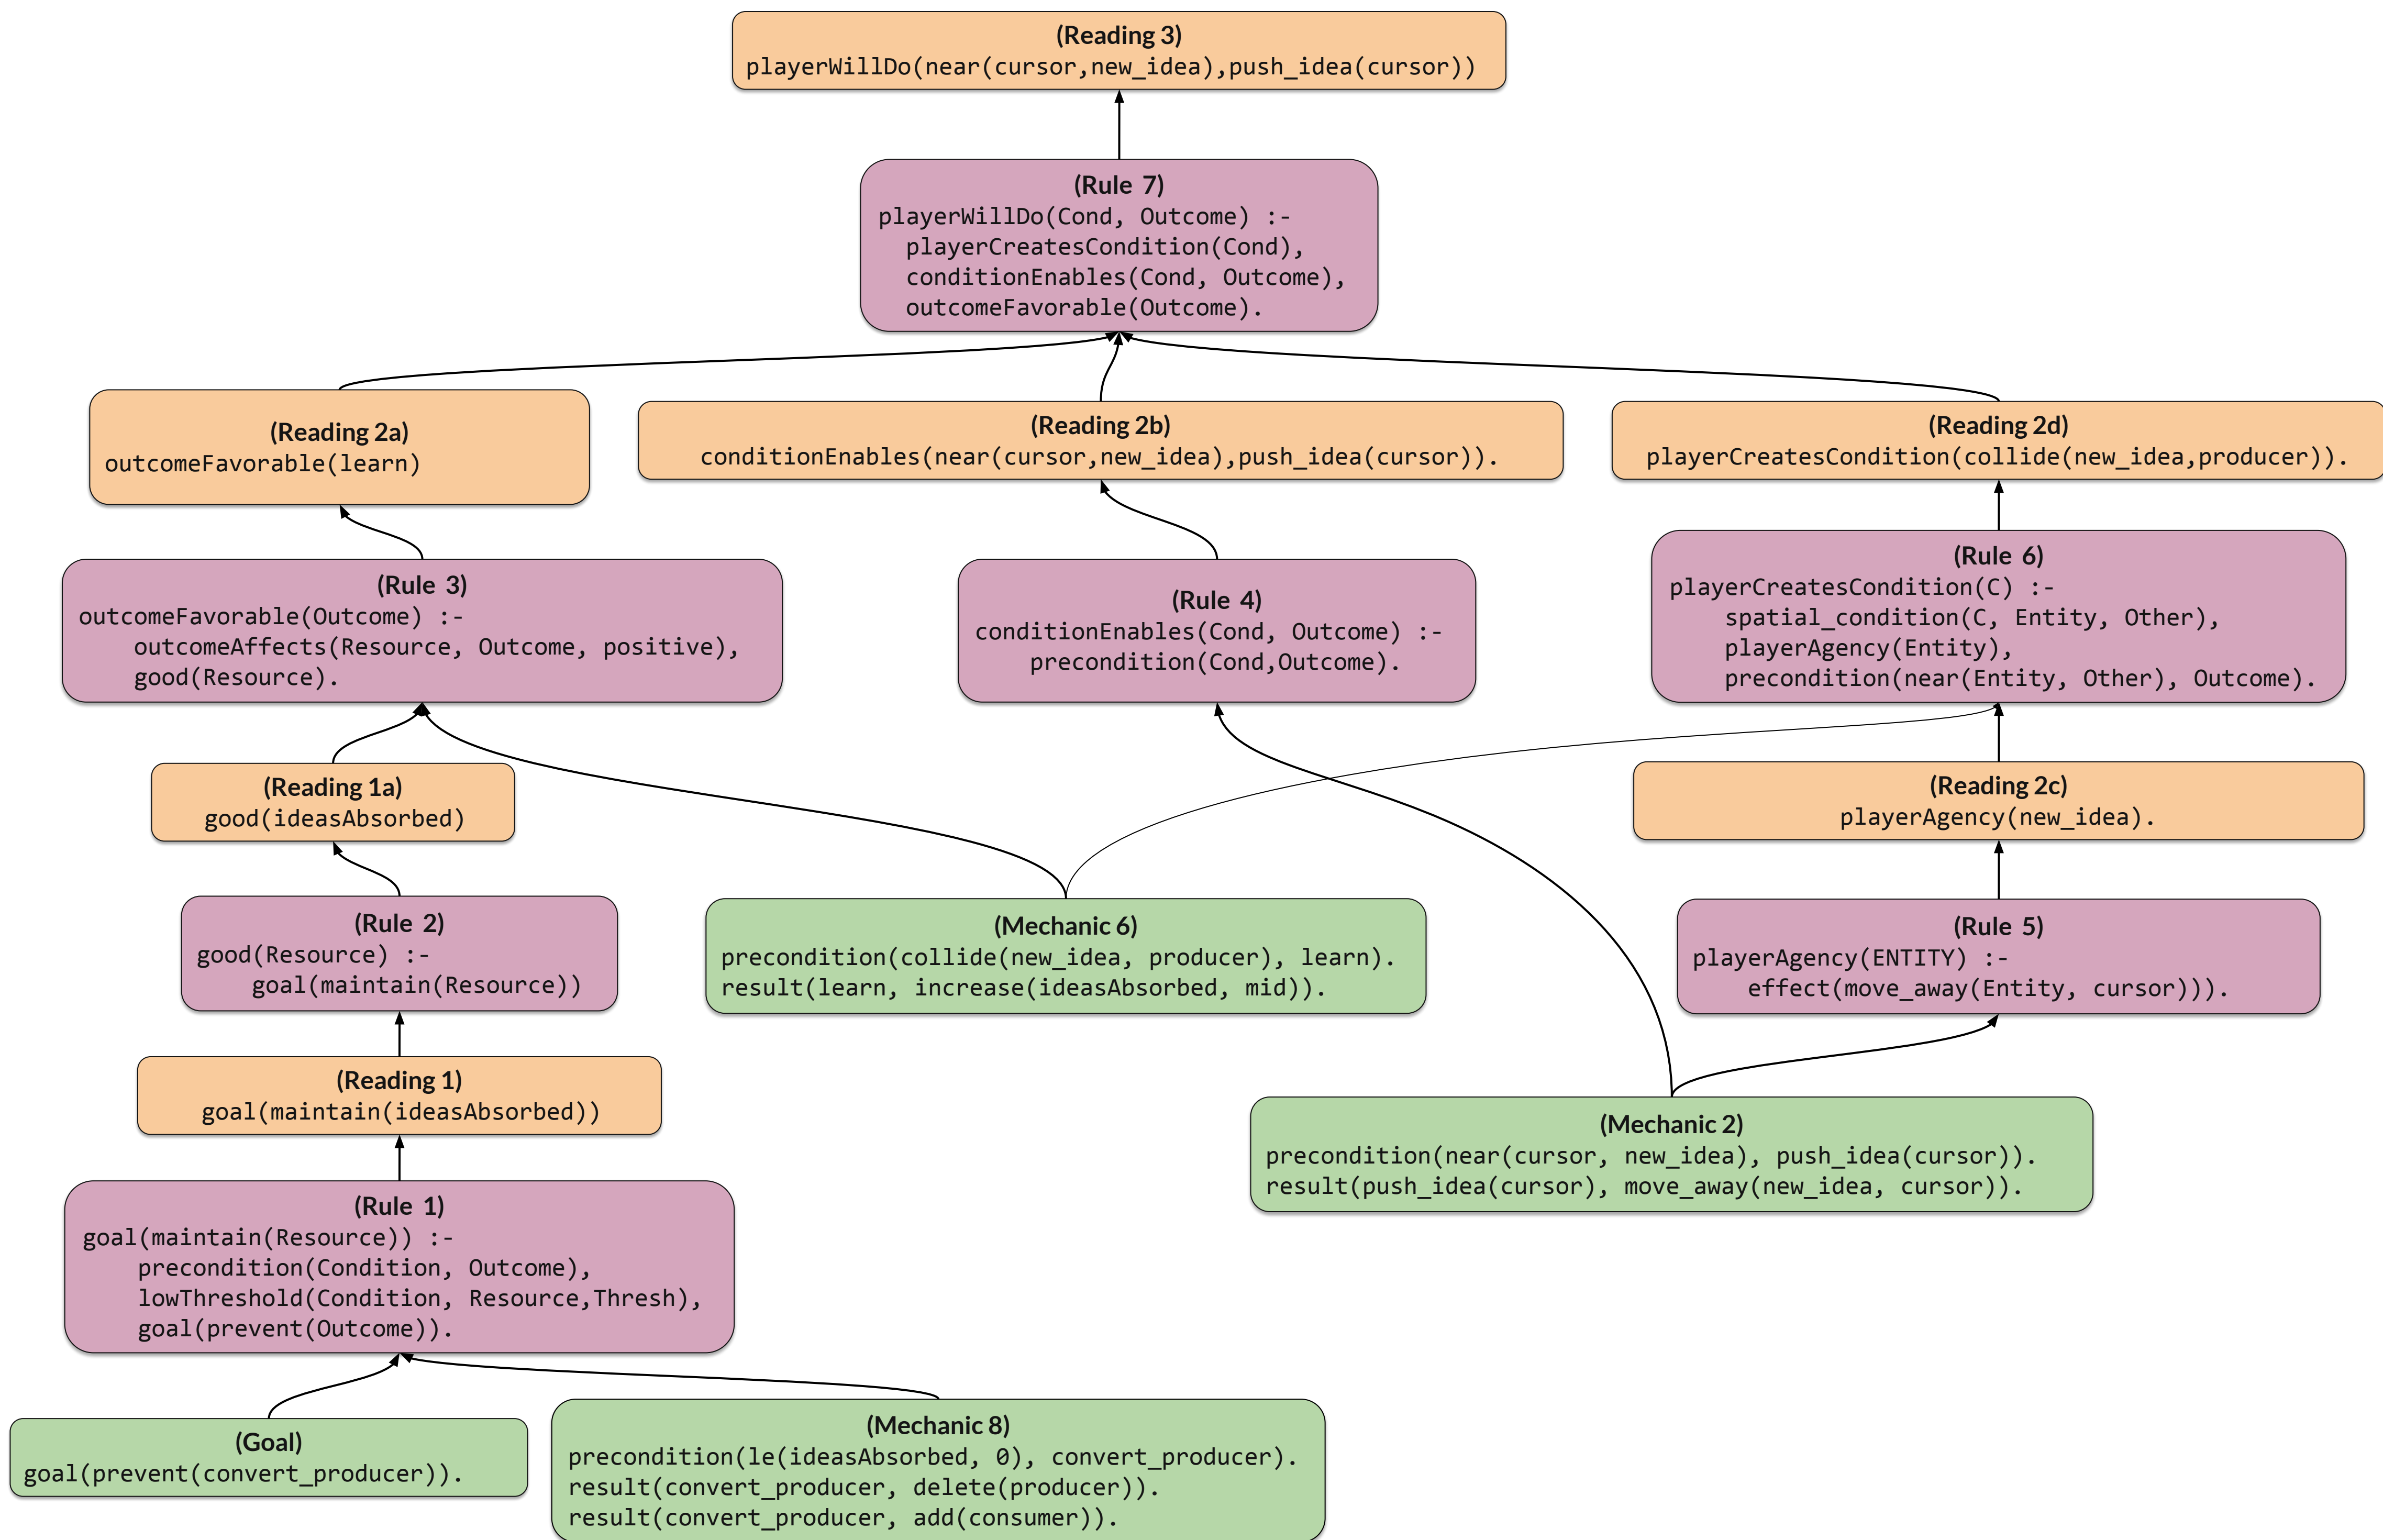 (Reading 3)
playerWillDo(near(cursor,new_idea),push_idea(cursor))
(Rule 7)
playerWillDo(Cond, Outcome) :-
playerCreatesCondition(Cond),
conditionEnables(Cond, Outcome),
outcomeFavorable(Outcome).
(Reading 2a)
outcomeFavorable(learn)
(Reading 2b)
conditionEnables(near(cursor,new_idea),push_idea(cursor)).
(Reading 2d)
playerCreatesCondition(collide(new_idea,producer)).
(Rule 3)
outcomeFavorable(Outcome) :-
outcomeAffects(Resource, Outcome, positive),
good(Resource).
(Rule 4)
conditionEnables(Cond, Outcome) :-
precondition(Cond,Outcome).
(Rule 6)
playerCreatesCondition(C) :-
spatial_condition(C, Entity, Other),
playerAgency(Entity),
precondition(near(Entity, Other), Outcome).
(Reading 1a)
good(ideasAbsorbed)
(Reading 2c)
playerAgency(new_idea).
(Rule 2)
good(Resource) :-
goal(maintain(Resource))
(Mechanic 6)
precondition(collide(new_idea, producer), learn).
result(learn, increase(ideasAbsorbed, mid)).
(Rule 5)
playerAgency(ENTITY) :-
effect(move_away(Entity, cursor))).
(Reading 1)
goal(maintain(ideasAbsorbed))
(Mechanic 2)
precondition(near(cursor, new_idea), push_idea(cursor)).
result(push_idea(cursor), move_away(new_idea, cursor)).
(Rule 1)
goal(maintain(Resource)) :-
precondition(Condition, Outcome),
lowThreshold(Condition, Resource,Thresh),
goal(prevent(Outcome)).
(Goal)
goal(prevent(convert_producer)).
(Mechanic 8)
precondition(le(ideasAbsorbed, 0), convert_producer).
result(convert_producer, delete(producer)).
result(convert_producer, add(consumer)).